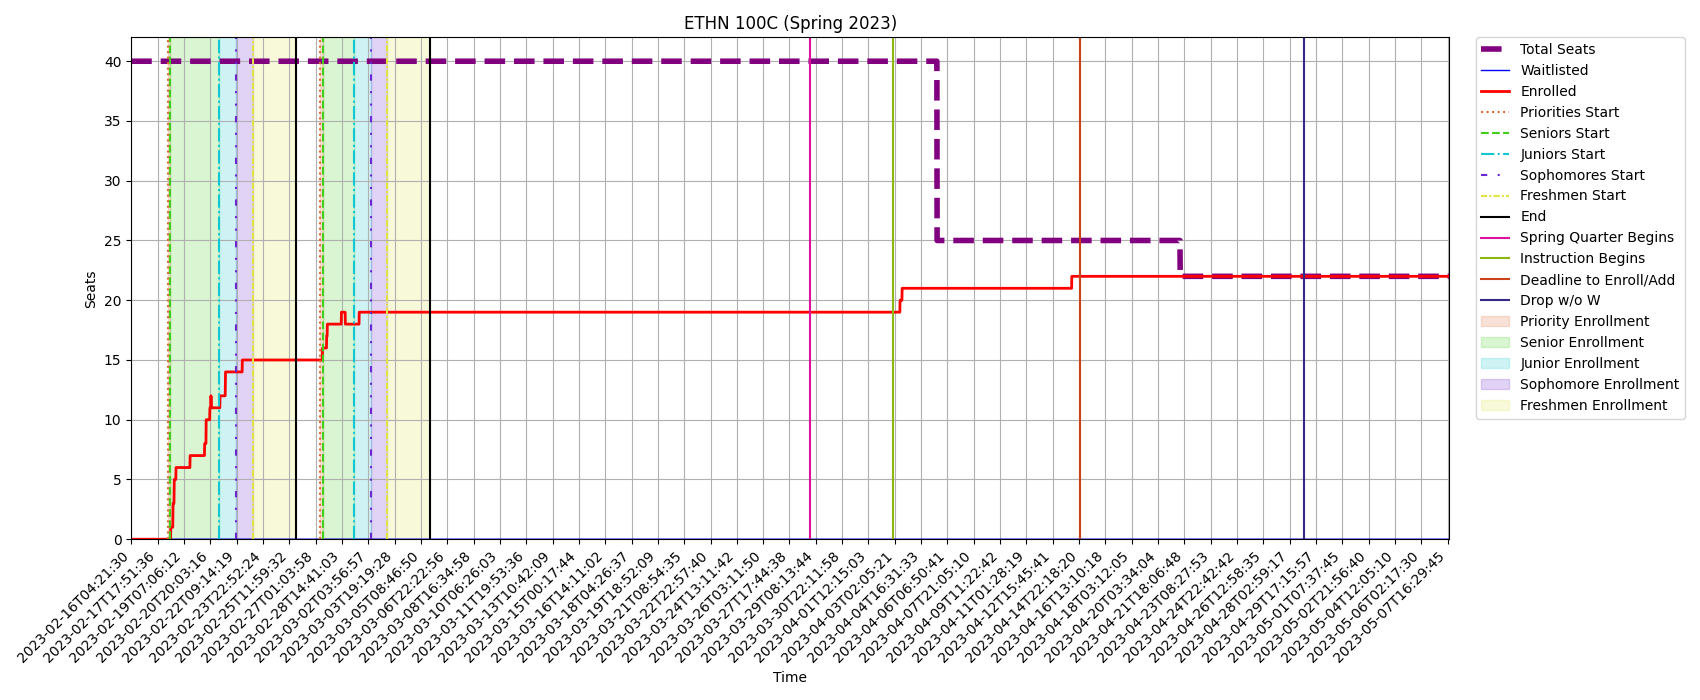 ETHN 100C (Spring 2023)
Seats
40
35
30
25
20
15
10
5
0
2023-02-16T04:21:30
2023-02-17T17:51:36
2023-02-19T07:06:12
2023-02-20T20:03:16
2023-02-22T09:14:19
2023-02-23T22:52:24
2023-02-25T11:59:32
2023-02-27T01:03:58
2023-02-28T14:41:03
2023-03-02T03:56:57
2023-03-03T19:19:28
2023-03-05T08:46:50
2023-03-06T22:22:56
2023-03-08T16:34:58
2023-03-10T06:26:03
2023-03-11T19:53:36
2023-03-13T10:42:09
2023-03-15T00:17:44
2023-03-16T14:11:02
2023-03-18T04:26:37
2023-03-19T18:52:09
2023-03-21T08:54:35
2023-03-22T22:57:40
2023-03-24T13:11:42
2023-03-26T03:11:50
2023-03-27T17:44:38
2023-03-29T08:13:44
2023-03-30T22:11:58
2023-04-01T12:15:03
2023-04-03T02:05:21
2023-04-04T16:31:33
2023-04-06T06:50:41
2023-04-07T21:05:10
2023-04-09T11:22:42
2023-04-11T01:28:19
2023-04-12T15:45:41
2023-04-14T22:18:20
2023-04-16T13:10:18
2023-04-18T03:12:05
2023-04-20T03:34:04
2023-04-21T18:06:48
2023-04-23T08:27:53
2023-04-24T22:42:42
2023-04-26T12:58:35
2023-04-28T02:59:17
2023-04-29T17:15:57
2023-05-01T07:37:45
2023-05-02T21:56:40
2023-05-04T12:05:10
2023-05-06T02:17:30
2023-05-07T16:29:45
Time
Total Seats
Waitlisted
Enrolled
Priorities Start
Seniors Start
Juniors Start
Sophomores Start
Freshmen Start
End
Spring Quarter Begins
Instruction Begins
Deadline to Enroll/Add
Drop w/o W
Priority Enrollment
Senior Enrollment
Junior Enrollment
Sophomore Enrollment
Freshmen Enrollment